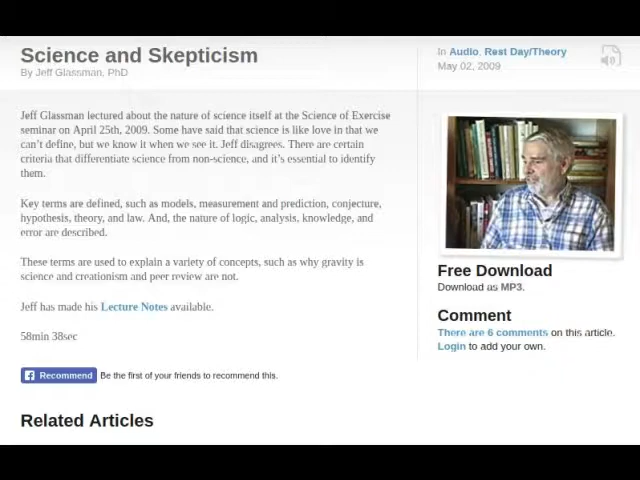 Science and Skepticism
By Jeff Glassman, PhD
In Audio, Rest Day/Theory
May 02, 2009
Jeff Glassman lectured about the nature of science itself at the Science of Exercise
seminar on April 25th, 2009. Some have said that science is like love in that we
can't define, but we know it when we see it. Jeff disagrees. There are certain
criteria that differentiate science from non-science, and it's essential to identify
them.
Key terms are defined, such as models, measurement and prediction, conjecture,
hypothesis, theory, and law. And, the nature of logic, analysis, knowledge, and
error are described.
These terms are used to explain a variety of concepts, such as why gravity is
science and creationism and peer review are not.
Jeff has made his Lecture Notes available.
58min 38sec
Recommend Be the first of your friends to recommend this.
Related Articles
Free Download
Download as MP3.
Comment
There are 6 comments on this article.
Login to add your own.